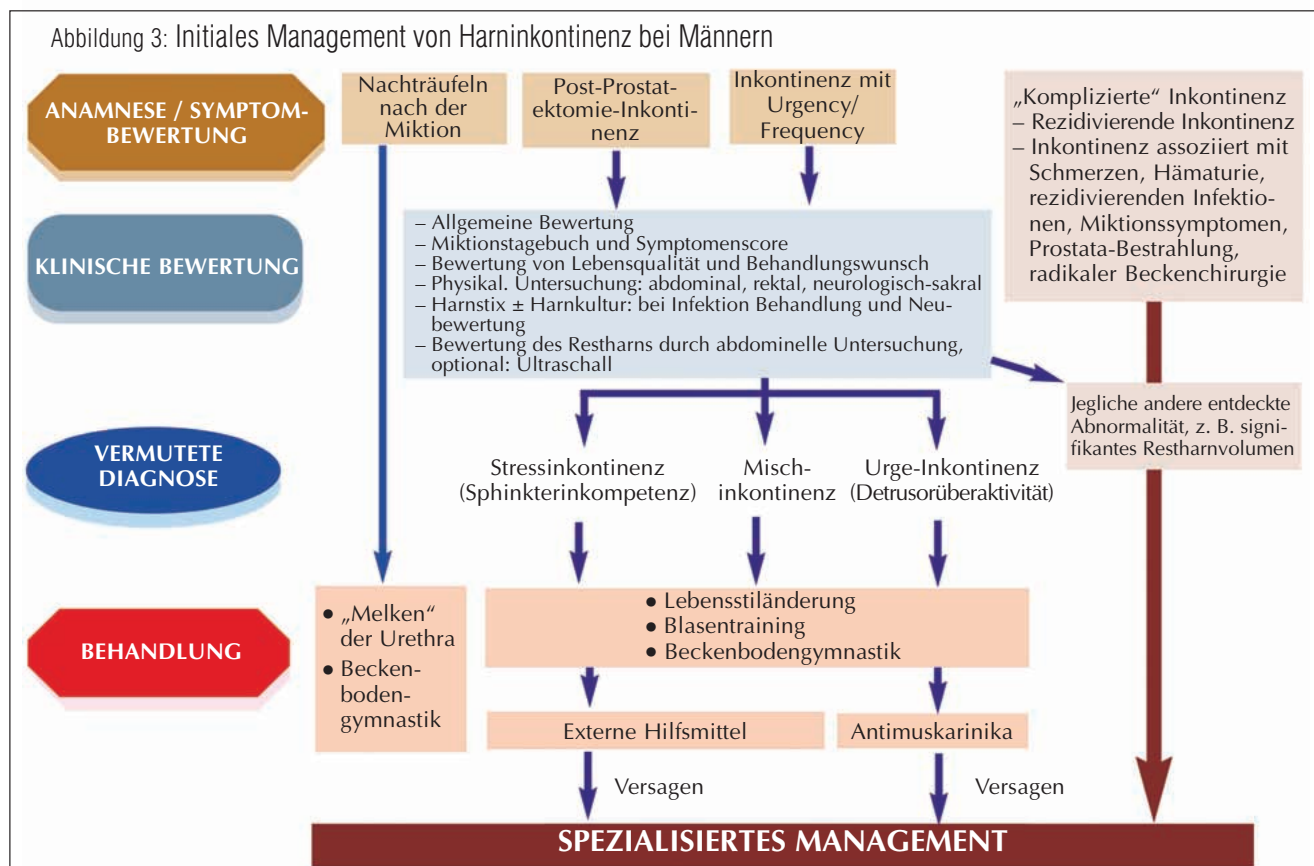 Abbildung 3: Initiales Management von Harninkontinenz bei Männern
ANAMNESE / SYMPTOM-
BEWERTUNG
Nachträufeln
nach der
Miktion
Post-Prostat-
ektomie-Inkonti-
nenz
Inkontinenz mit
Urgency/
Frequency
„Komplizierte“ Inkontinenz
– Rezidivierende Inkontinenz
– Inkontinenz assoziiert mit
Schmerzen, Hämaturie,
rezidivierenden Infektio-
nen, Miktionssymptomen,
Prostata-Bestrahlung,
radikaler Beckenchirurgie
KLINISCHE BEWERTUNG
– Allgemeine Bewertung
– Miktionstagebuch und Symptomenscore
– Bewertung von Lebensqualität und Behandlungswunsch
– Physikal. Untersuchung: abdominal, rektal, neurologisch-sakral
– Harnstix ± Harnkultur: bei Infektion Behandlung und Neu-
bewertung
– Bewertung des Restharns durch abdominelle Untersuchung,
optional: Ultraschall
Jegliche andere entdeckte
Abnormalität, z. B. signi-
fikantes Restharnvolumen
VERMUTETE
DIAGNOSE
Stressinkontinenz
(Sphinkterinkompetenz)
Misch-
inkontinenz
Urge-Inkontinenz
(Detrusorüberaktivität)
BEHANDLUNG
● „Melken“
der Urethra
● Becken-
boden-
gymnastik
● Lebensstiländerung
● Blasentraining
● Beckenbodengymnastik
Externe Hilfsmittel
Antimuskarinika
Versagen
Versagen
SPEZIALISIERTES MANAGEMENT